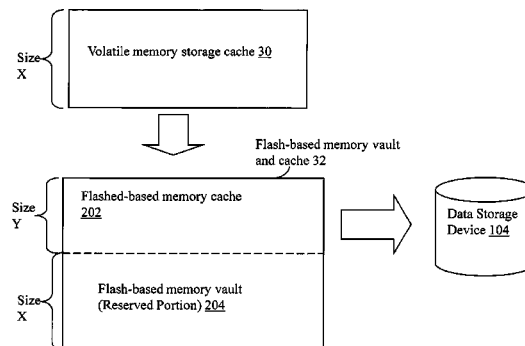 Size
X
Volatile memory storage cache 30
Flash-based memory vault
and cache 32
Size
Y
Flashed-based memory cache
202
Data Storage
Device 104
Size
X
Flash-based memory vault
(Reserved Portion) 204